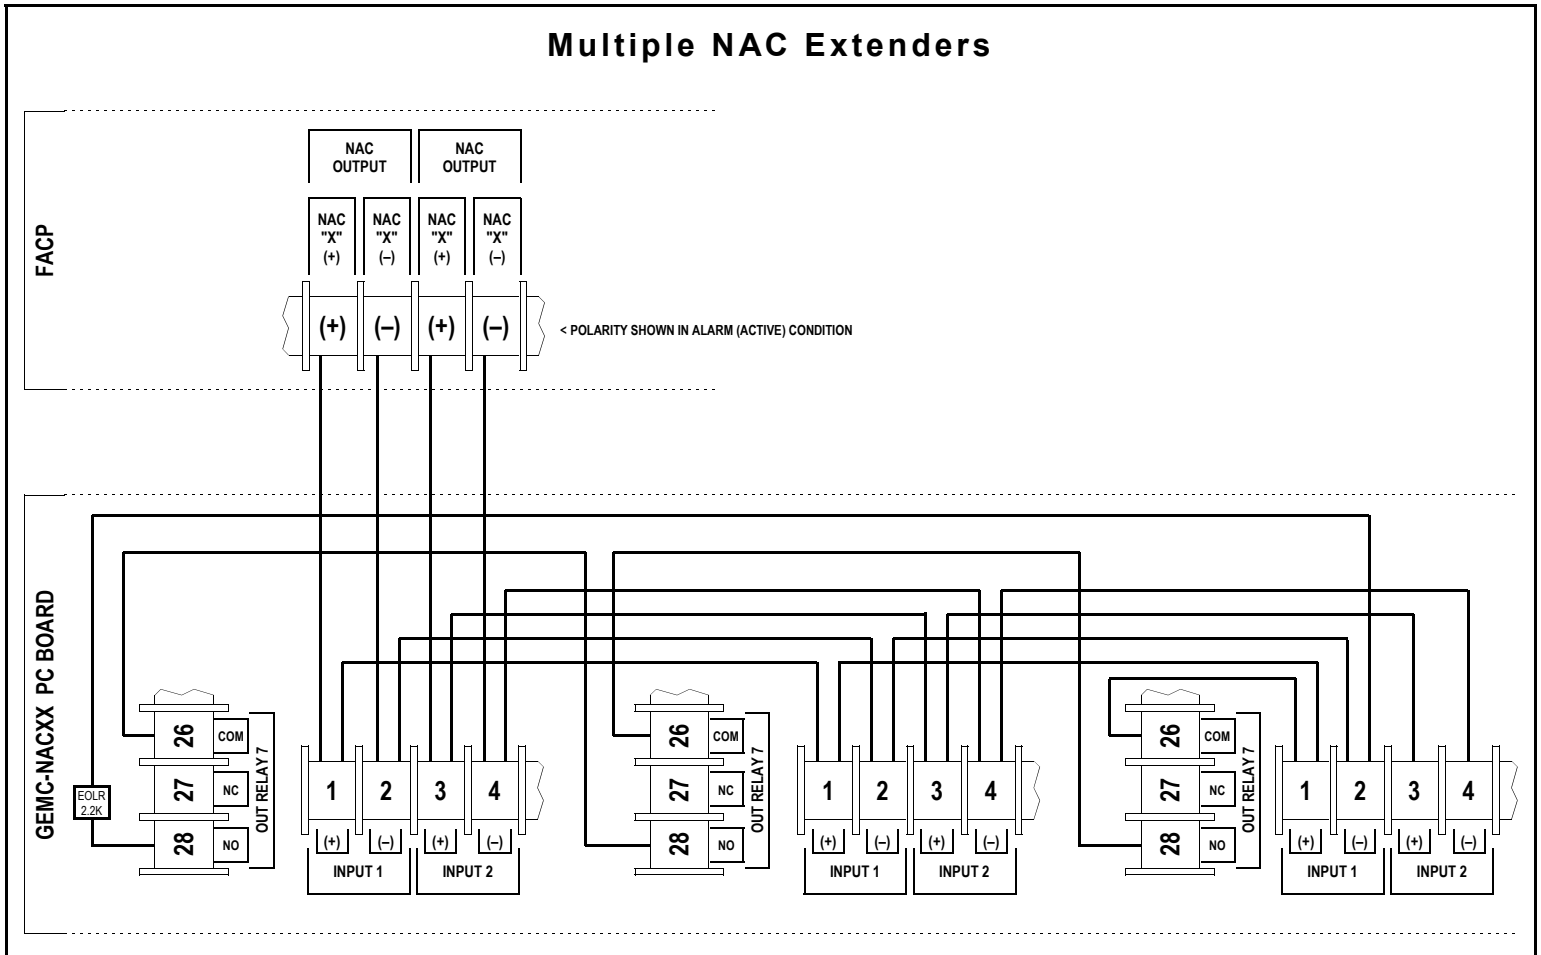 Multiple NAC Extenders
FACP
NAC OUTPUT
NAC OUTPUT
NAC "X" (+)
NAC "X" (–)
NAC "X" (+)
NAC "X" (–)
(+) (–) (+) (–)
< POLARITY SHOWN IN ALARM (ACTIVE) CONDITION
GEMC-NACXX PC BOARD
EOLR 2.2K
26 COM
27 NC
28 NO
OUT RELAY 7
1 2 3 4
(+) (–) (+) (–)
INPUT 1 INPUT 2
26 COM
27 NC
28 NO
OUT RELAY 7
1 2 3 4
(+) (–) (+) (–)
INPUT 1 INPUT 2
26 COM
27 NC
28 NO
OUT RELAY 7
1 2 3 4
(+) (–) (+) (–)
INPUT 1 INPUT 2